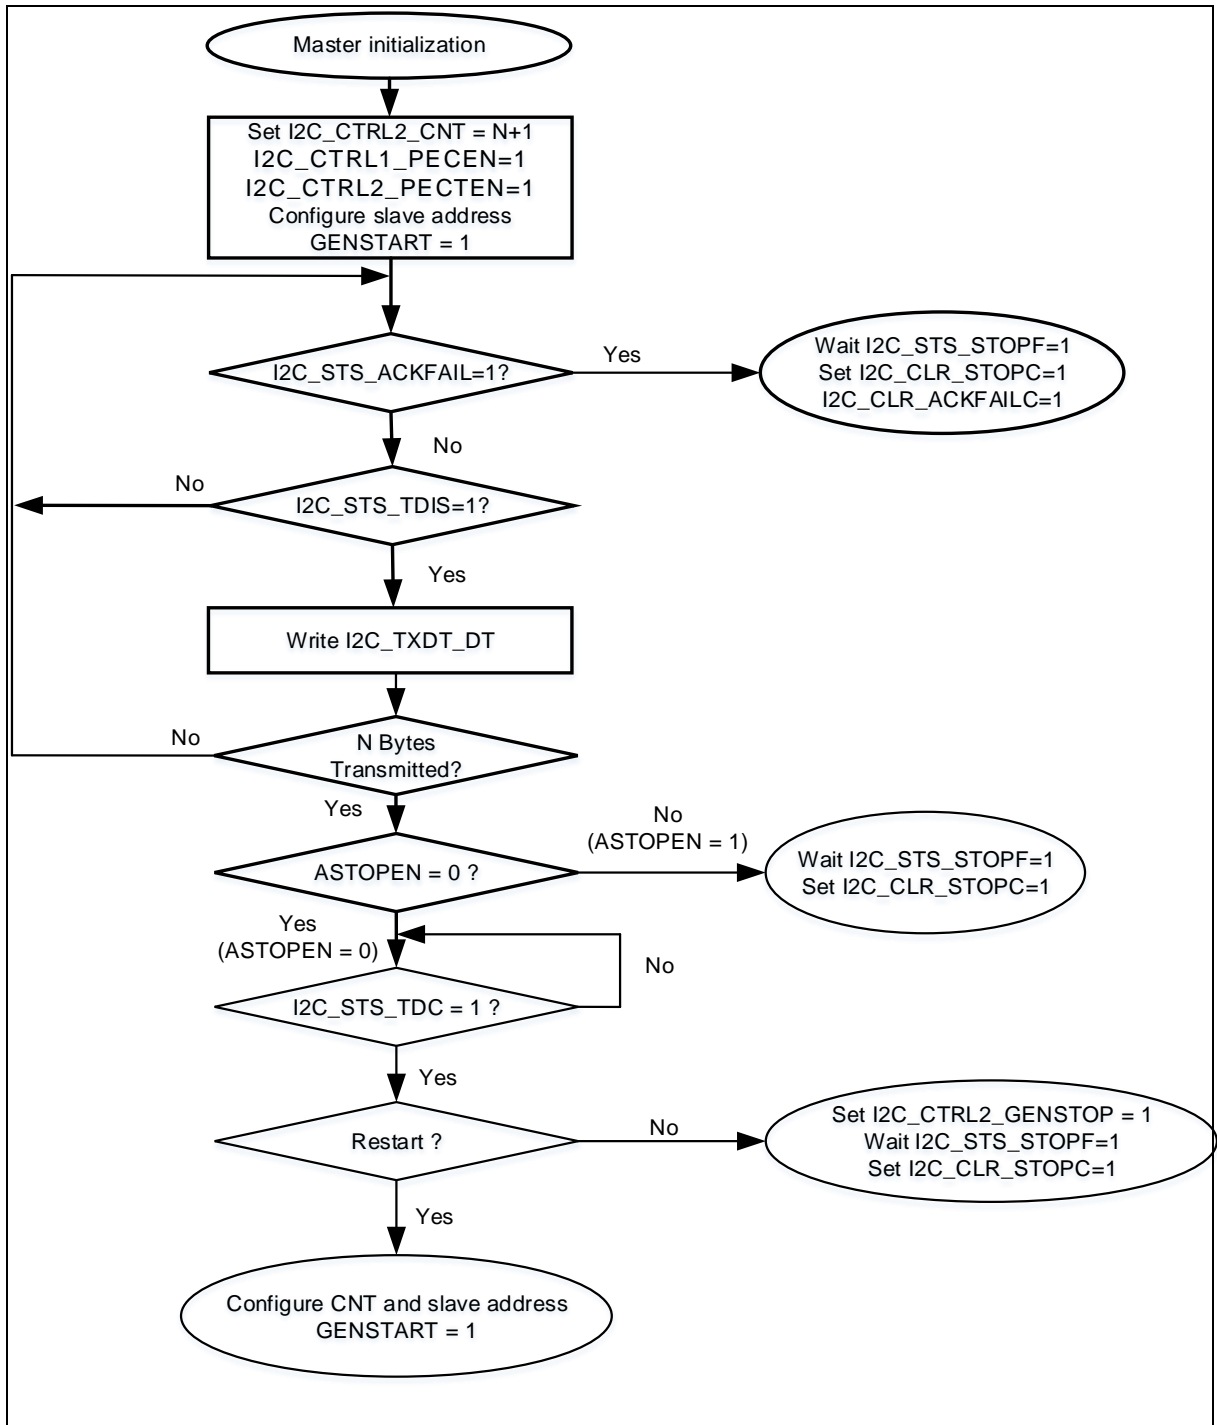 Master initialization
Set I2C_CTRL2_CNT = N+1
I2C_CTRL1_PECEN=1
I2C_CTRL2_PECTEN=1
Configure slave address
GENSTART = 1
I2C_STS_ACKFAIL=1?
Yes
Wait I2C_STS_STOPF=1
Set I2C_CLR_STOPC=1
I2C_CLR_ACKFAILC=1
No
No
I2C_STS_TDIS=1?
Yes
Write I2C_TXDT_DT
No
N Bytes
Transmitted?
Yes
No
(ASTOPEN = 1)
ASTOPEN = 0 ?
Wait I2C_STS_STOPF=1
Set I2C_CLR_STOPC=1
Yes
(ASTOPEN = 0)
No
I2C_STS_TDC = 1 ?
Yes
Restart ?
No
Set I2C_CTRL2_GENSTOP = 1
Wait I2C_STS_STOPF=1
Set I2C_CLR_STOPC=1
Yes
Configure CNT and slave address
GENSTART = 1